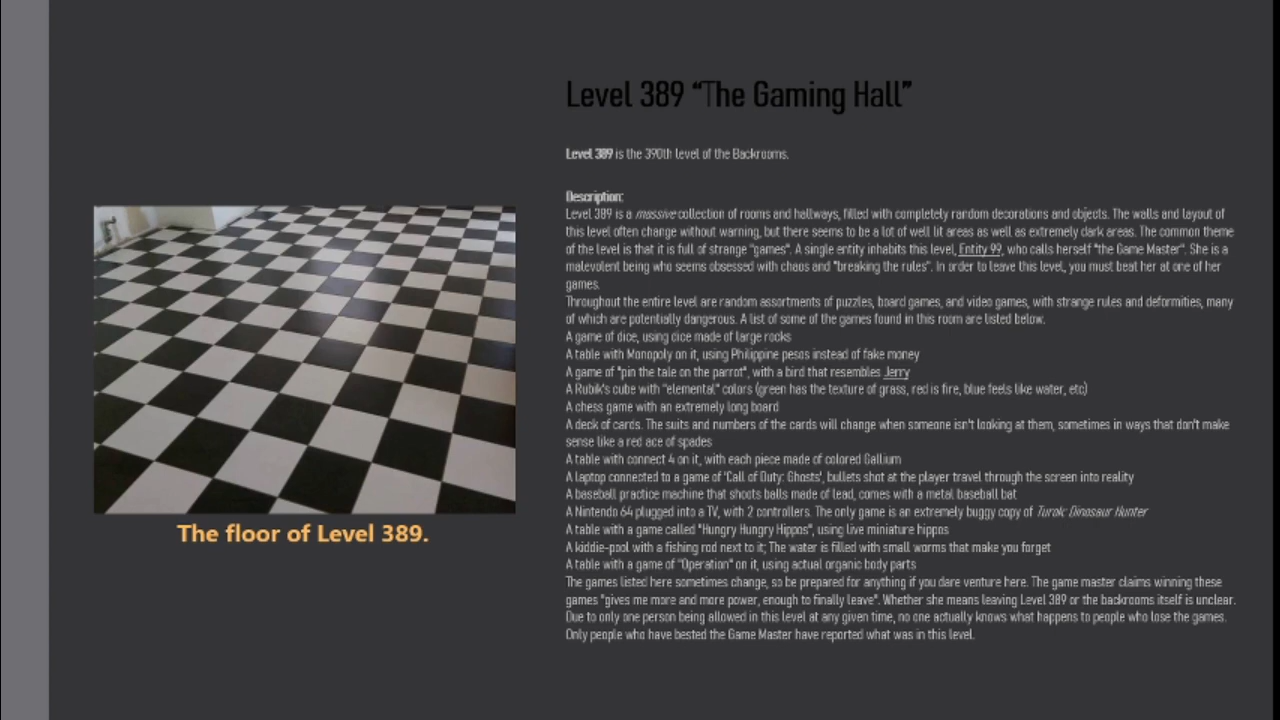 Level 389 “The Gaming Hall”
Level 389 is the 390th level of the Backrooms.
Description:
Level 389 is a massive collection of rooms and hallways, filled with completely random decorations and objects. The walls and layout of
this level often change without warning, but there seems to be a lot of well lit areas as well as extremely dark areas. The common theme
of the level is that it is full of strange "games". A single entity inhabits this level, Entity 99, who calls herself "the Game Master". She is a
malevolent being who seems obsessed with chaos and "breaking the rules". In order to leave this level, you must beat her at one of her
games.
Throughout the entire level are random assortments of puzzles, board games, and video games, with strange rules and deformities, many
of which are potentially dangerous. A list of some of the games found in this room are listed below.
A game of dice, using dice made of large rocks
A table with Monopoly on it, using Philippine pesos instead of fake money
A game of "pin the tale on the parrot", with a bird that resembles Jerry
A Rubik's cube with "elemental" colors (green has the texture of grass, red is fire, blue feels like water, etc)
A chess game with an extremely long board
A deck of cards. The suits and numbers of the cards will change when someone isn't looking at them, sometimes in ways that don't make
sense like a red ace of spades
A table with connect 4 on it, with each piece made of colored Gallium
A laptop connected to a game of 'Call of Duty: Ghosts', bullets shot at the player travel through the screen into reality
A baseball practice machine that shoots balls made of lead, comes with a metal baseball bat
A Nintendo 64 plugged into a TV, with 2 controllers. The only game is an extremely buggy copy of Turok: Dinosaur Hunter
A table with a game called "Hungry Hungry Hippos", using live miniature hippos
A kiddie-pool with a fishing rod next to it; The water is filled with small worms that make you forget
A table with a game of "Operation" on it, using actual organic body parts
The games listed here sometimes change, so be prepared for anything if you dare venture here. The game master claims winning these
games "gives me more and more power, enough to finally leave". Whether she means leaving Level 389 or the backrooms itself is unclear.
Due to only one person being allowed in this level at any given time, no one actually knows what happens to people who lose the games.
Only people who have bested the Game Master have reported what was in this level.
The floor of Level 389.